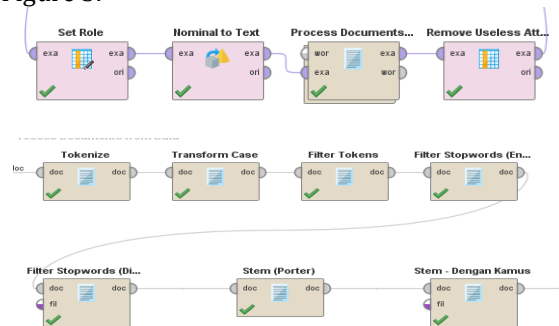 Set Role Nominal to Text Process Documents... Remove Useless Att...
exa exa exa exa wor exa exa exa
ori ori exa wor ori
Tokenize Transform Case Filter Tokens Filter Stopwords (En...
doc doc doc doc doc doc doc doc
Filter Stopwords (Di... Stem (Porter) Stem - Dengan Kamus
doc doc doc doc doc doc
fil fil